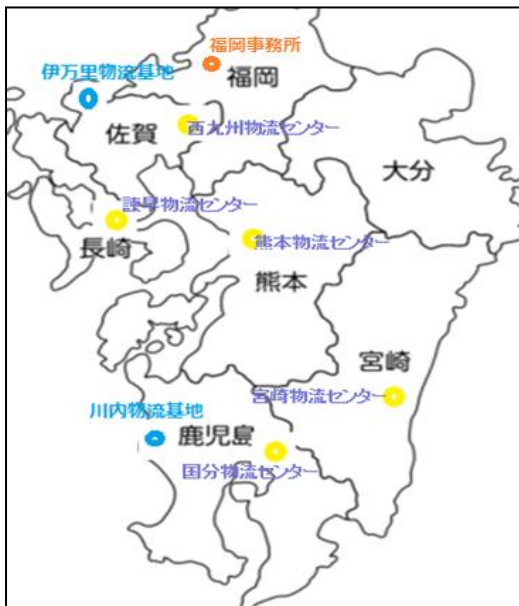 福岡事務所
伊万里物流基地
福岡
西九州物流センター
佐賀
大分
諫早物流センター
長崎
熊本物流センター
熊本
宮崎
宮崎物流センター
川内物流基地
鹿児島
国分物流センター